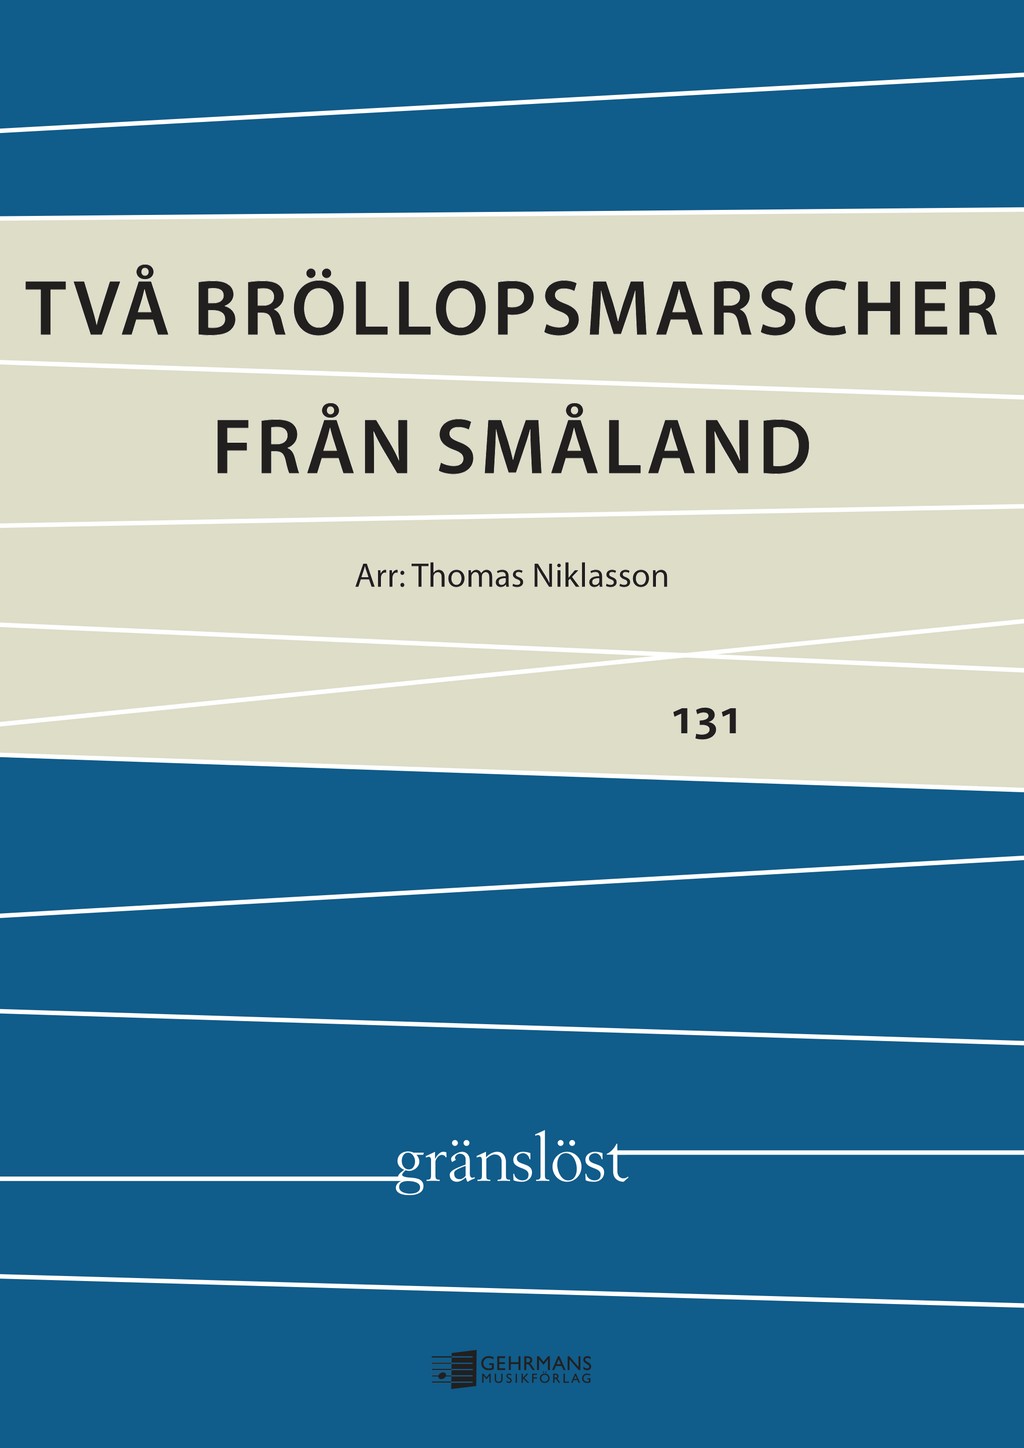 TVÅ BRÖLLOPSMARSCHER
FRÅN SMÅLAND
Arr: Thomas Niklasson
131
gränslöst
GEHRMANS
MUSIKFÖRLAG